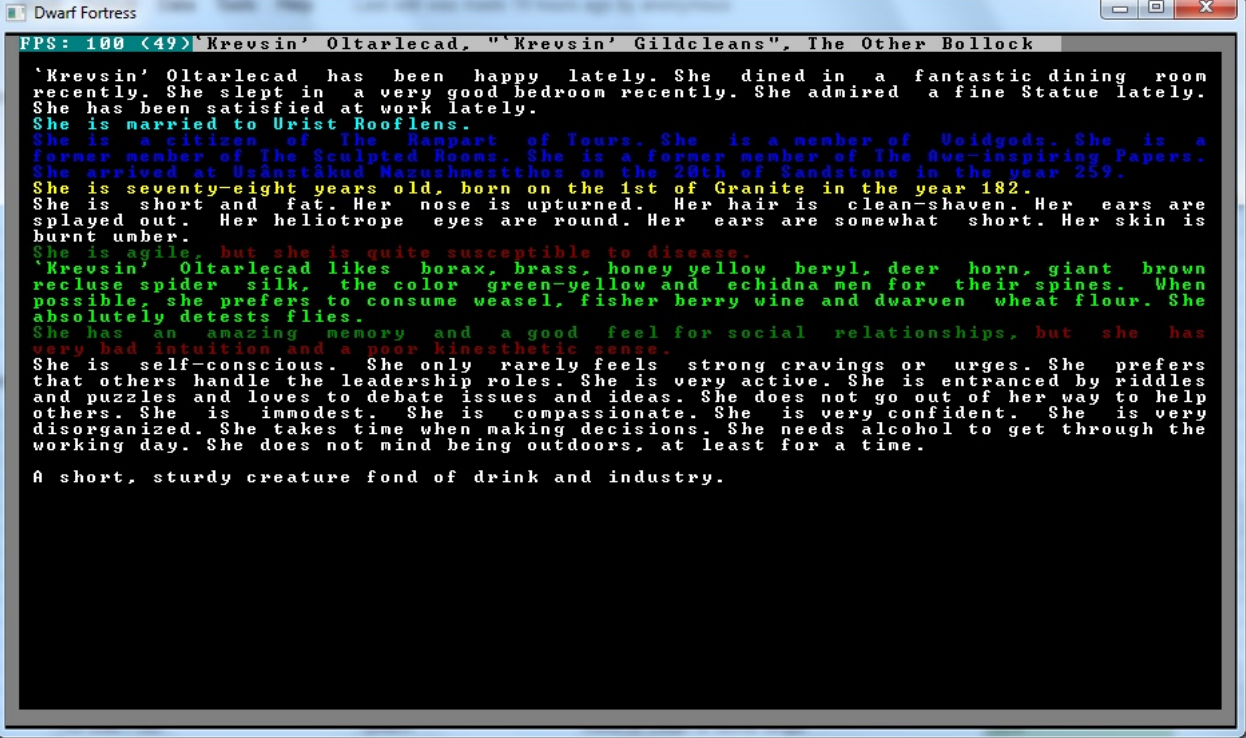 Data Tools Help Last edit was made 19 hours ago by anonymous
Dwarf Fortress
FPS: 100 (49)`Krevsin' Oltarlecad, "`Krevsin' Gildcleans", The Other Bollock
`Krevsin' Oltarlecad has been happy lately. She dined in a fantastic dining room
recently. She slept in a very good bedroom recently. She admired a fine Statue lately.
She has been satisfied at work lately.
She is married to Urist Rooflens.
She is a citizen of The Rampart of Tours. She is a member of Voidgods. She is a
former member of The Sculpted Rooms. She is a former member of The Awe-inspiring Papers.
She arrived at Usånståkud Nazushmestthos on the 20th of Sandstone in the year 259.
She is seventy-eight years old, born on the 1st of Granite in the year 182.
She is short and fat. Her nose is upturned. Her hair is clean-shaven. Her ears are
splayed out. Her heliotrope eyes are round. Her ears are somewhat short. Her skin is
burnt umber.
She is agile, but she is quite susceptible to disease.
`Krevsin' Oltarlecad likes borax, brass, honey yellow beryl, deer horn, giant brown
recluse spider silk, the color green-yellow and echidna men for their spines. When
possible, she prefers to consume weasel, fisher berry wine and dwarven wheat flour. She
absolutely detests flies.
She has an amazing memory and a good feel for social relationships, but she has
very bad intuition and a poor kinesthetic sense.
She is self-conscious. She only rarely feels strong cravings or urges. She prefers
that others handle the leadership roles. She is very active. She is entranced by riddles
and puzzles and loves to debate issues and ideas. She does not go out of her way to help
others. She is immodest. She is compassionate. She is very confident. She is very
disorganized. She takes time when making decisions. She needs alcohol to get through the
working day. She does not mind being outdoors, at least for a time.
A short, sturdy creature fond of drink and industry.